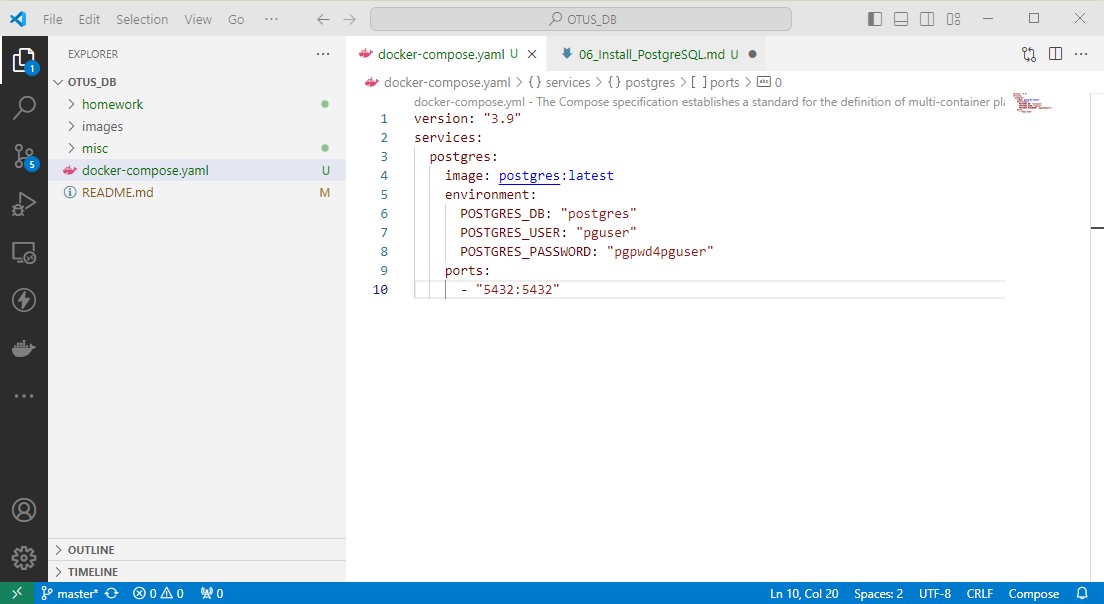 File Edit Selection View Go ··· OTUS_DB
EXPLORER ···
OTUS_DB
homework
images
misc
docker-compose.yaml U
README.md M
OUTLINE
TIMELINE
1
5
docker-compose.yaml U
06_Install_PostgreSQL.md U
docker-compose.yaml > {} services > {} postgres > [ ] ports > abc 0
docker-compose.yml - The Compose specification establishes a standard for the definition of multi-container pl
1 version: "3.9"
2 services:
3 postgres:
4 image: postgres:latest
5 environment:
6 POSTGRES_DB: "postgres"
7 POSTGRES_USER: "pguser"
8 POSTGRES_PASSWORD: "pgpwd4pguser"
9 ports:
10 - "5432:5432"
master* 0 0 0 Ln 10, Col 20 Spaces: 2 UTF-8 CRLF Compose